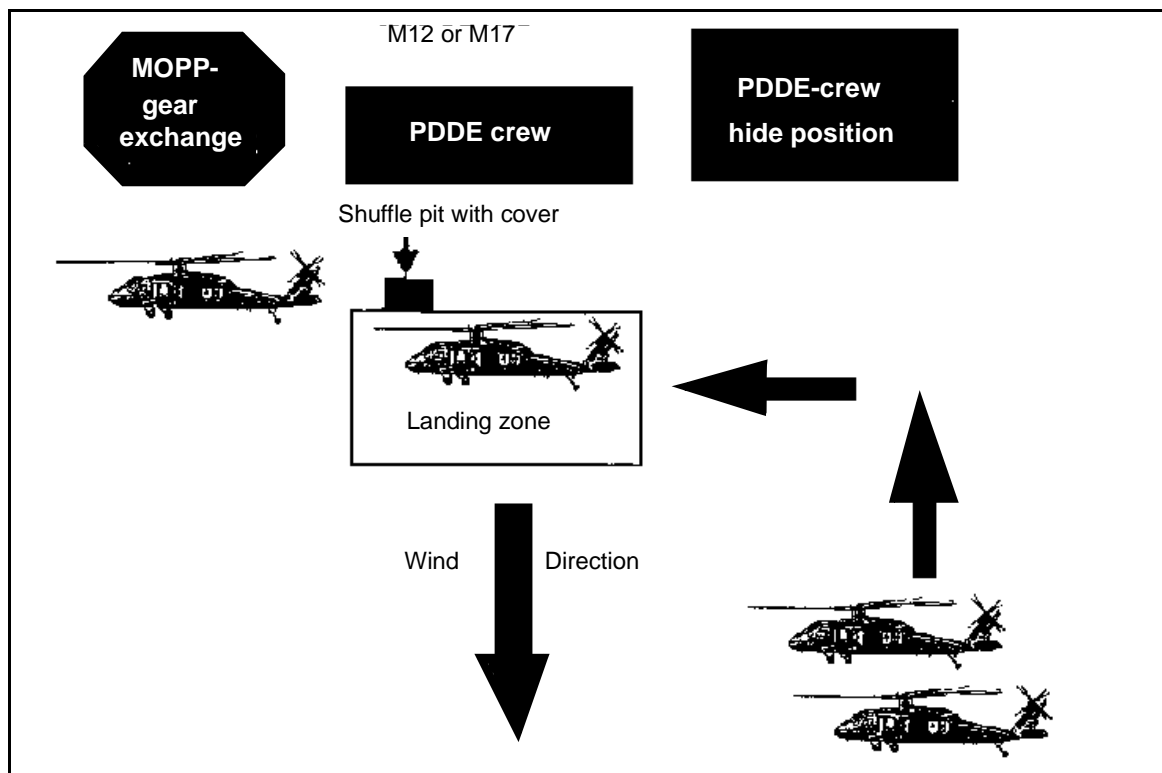 M12 or M17
MOPP-
gear
exchange
PDDE crew
PDDE-crew
hide position
Shuffle pit with cover
Landing zone
Wind Direction